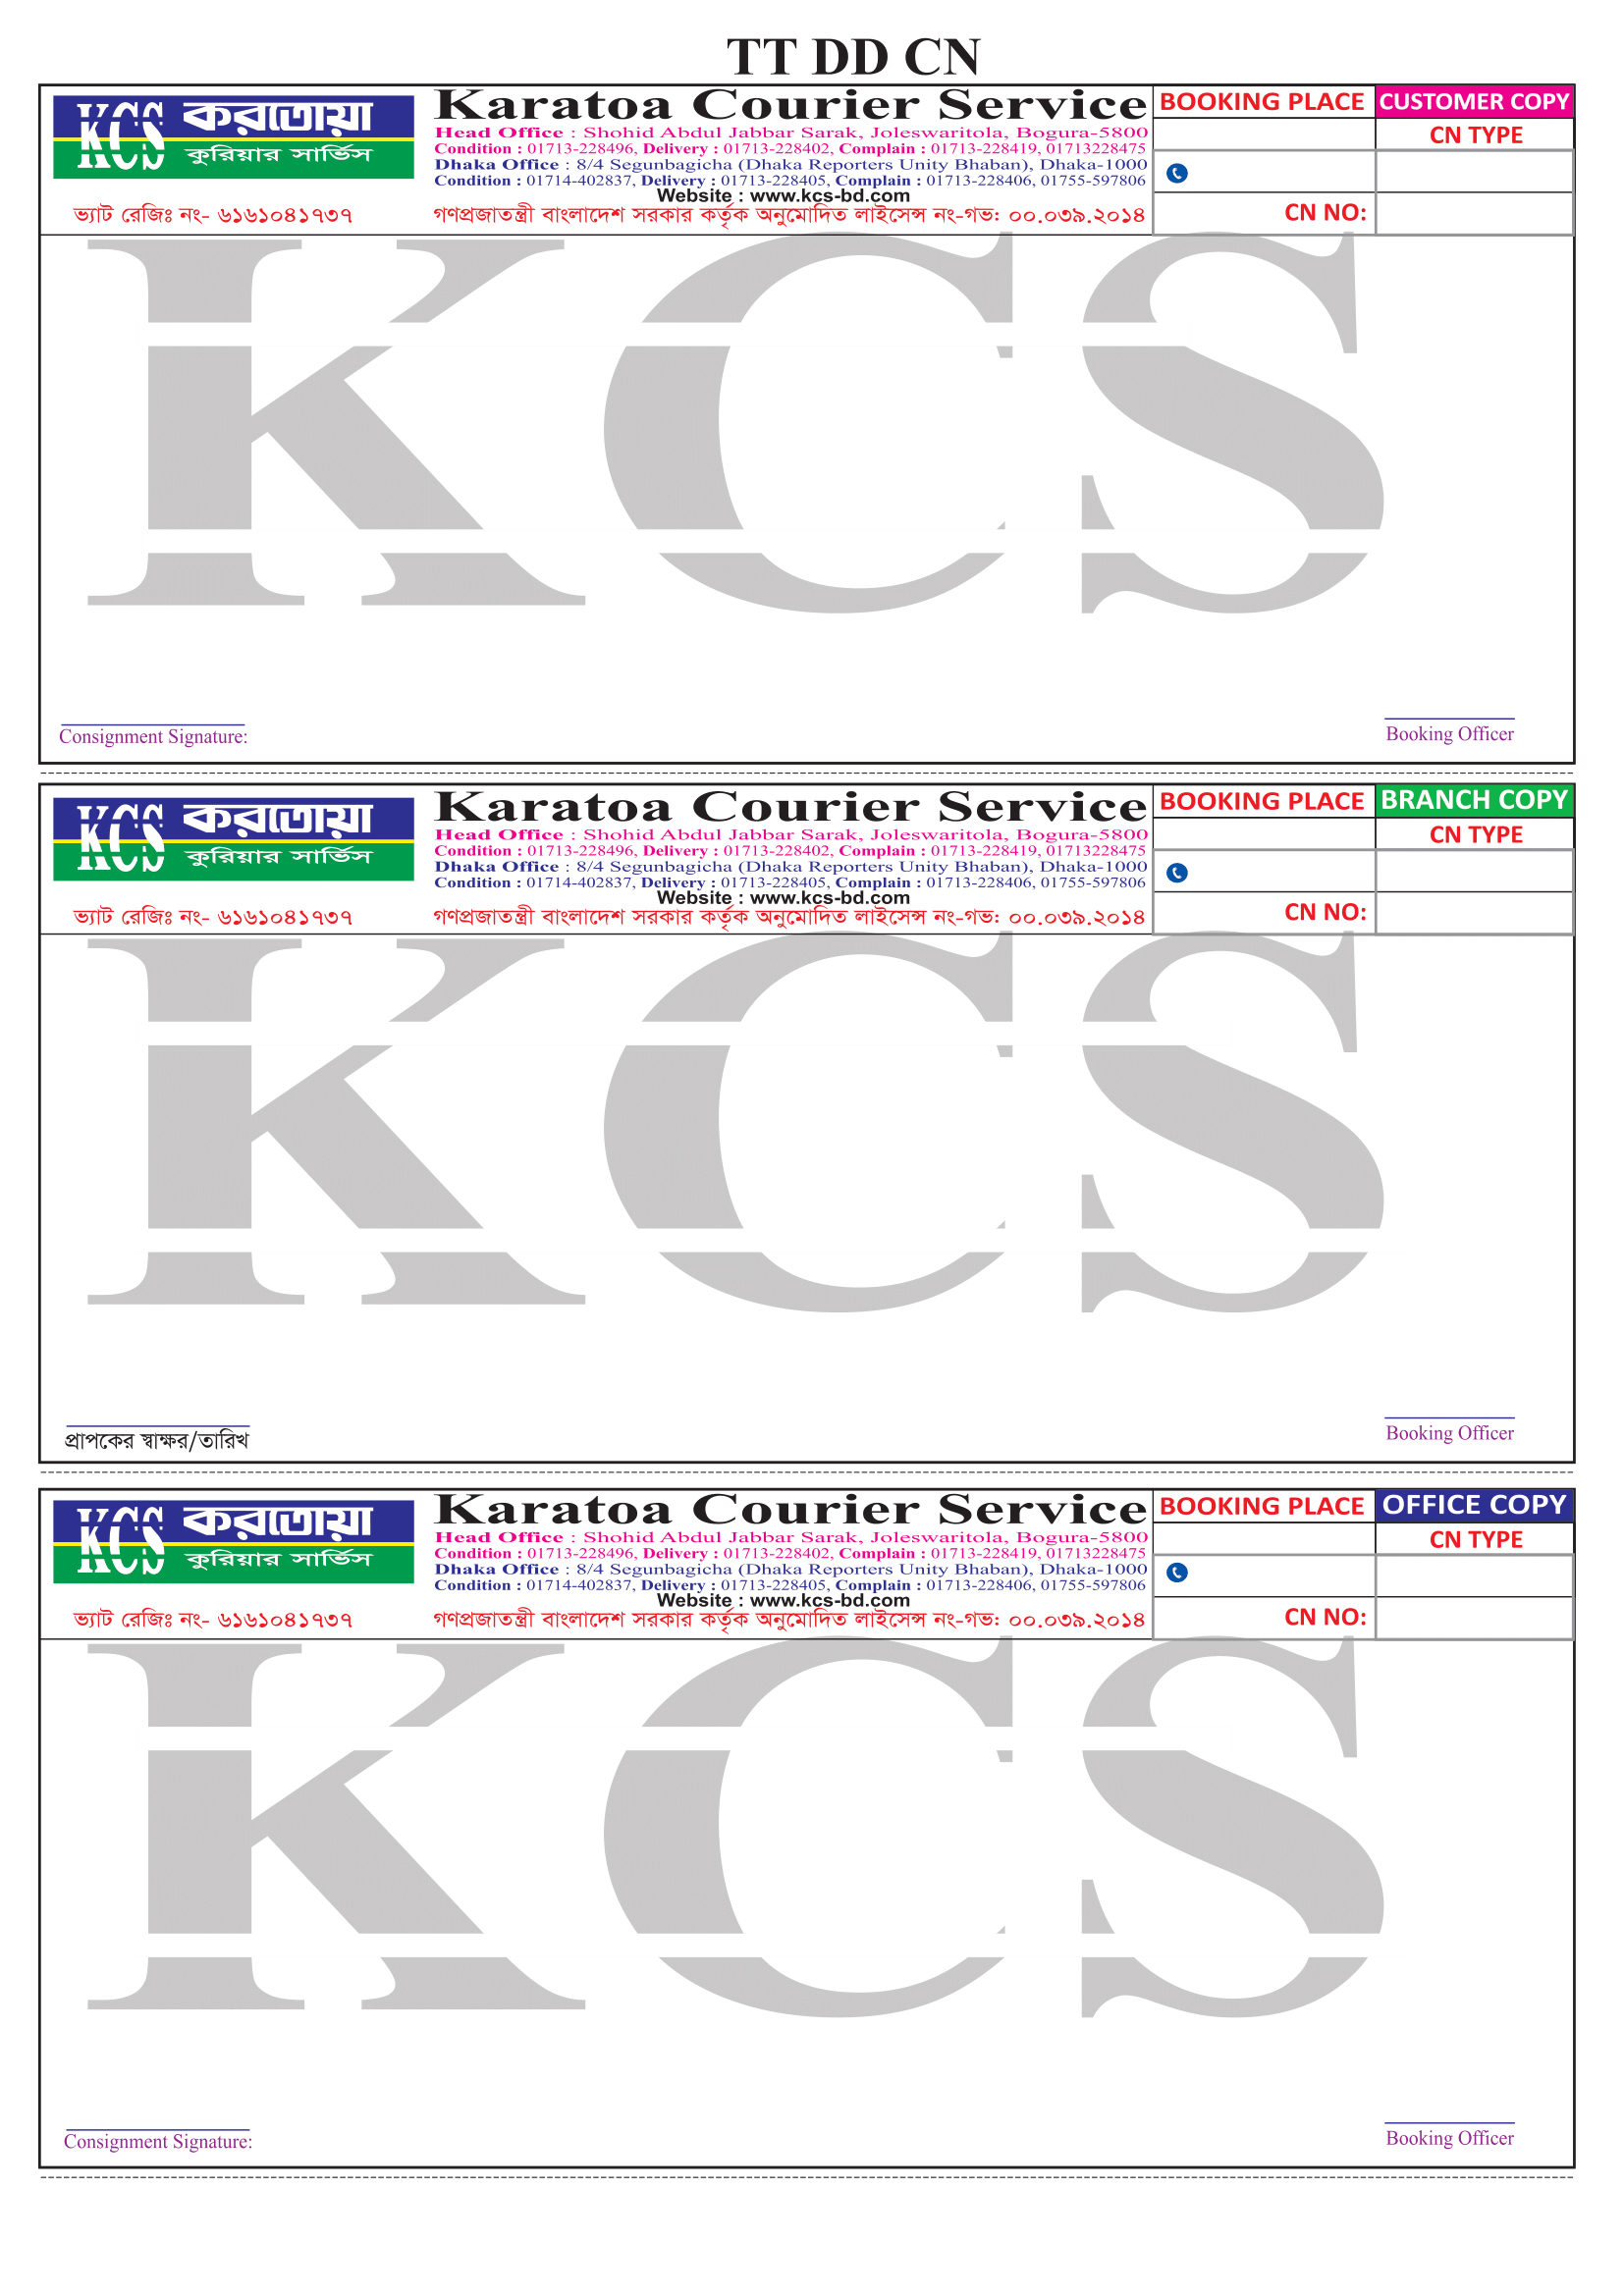 TT DD CN
KCS করতোয়া
কুরিয়ার সার্ভিস
ভ্যাট রেজিঃ নং- ৬১৬১০৪১৭৩৭
Karatoa Courier Service
Head Office : Shohid Abdul Jabbar Sarak, Joleswaritola, Bogura-5800
Condition : 01713-228496, Delivery : 01713-228402, Complain : 01713-228419, 01713228475
Dhaka Office : 8/4 Segunbagicha (Dhaka Reporters Unity Bhaban), Dhaka-1000
Condition : 01714-402837, Delivery : 01713-228405, Complain : 01713-228406, 01755-597806
Website : www.kcs-bd.com
গণপ্রজাতন্ত্রী বাংলাদেশ সরকার কর্তৃক অনুমোদিত লাইসেন্স নং-গভ: ০০.০৩৯.২০১৪
BOOKING PLACE CUSTOMER COPY
CN TYPE
CN NO:
KCS
Consignment Signature:
Booking Officer
KCS করতোয়া
কুরিয়ার সার্ভিস
ভ্যাট রেজিঃ নং- ৬১৬১০৪১৭৩৭
Karatoa Courier Service
Head Office : Shohid Abdul Jabbar Sarak, Joleswaritola, Bogura-5800
Condition : 01713-228496, Delivery : 01713-228402, Complain : 01713-228419, 01713228475
Dhaka Office : 8/4 Segunbagicha (Dhaka Reporters Unity Bhaban), Dhaka-1000
Condition : 01714-402837, Delivery : 01713-228405, Complain : 01713-228406, 01755-597806
Website : www.kcs-bd.com
গণপ্রজাতন্ত্রী বাংলাদেশ সরকার কর্তৃক অনুমোদিত লাইসেন্স নং-গভ: ০০.০৩৯.২০১৪
BOOKING PLACE BRANCH COPY
CN TYPE
CN NO:
KCS
প্রাপকের স্বাক্ষর/তারিখ
Booking Officer
KCS করতোয়া
কুরিয়ার সার্ভিস
ভ্যাট রেজিঃ নং- ৬১৬১০৪১৭৩৭
Karatoa Courier Service
Head Office : Shohid Abdul Jabbar Sarak, Joleswaritola, Bogura-5800
Condition : 01713-228496, Delivery : 01713-228402, Complain : 01713-228419, 01713228475
Dhaka Office : 8/4 Segunbagicha (Dhaka Reporters Unity Bhaban), Dhaka-1000
Condition : 01714-402837, Delivery : 01713-228405, Complain : 01713-228406, 01755-597806
Website : www.kcs-bd.com
গণপ্রজাতন্ত্রী বাংলাদেশ সরকার কর্তৃক অনুমোদিত লাইসেন্স নং-গভ: ০০.০৩৯.২০১৪
BOOKING PLACE OFFICE COPY
CN TYPE
CN NO:
KCS
Consignment Signature:
Booking Officer